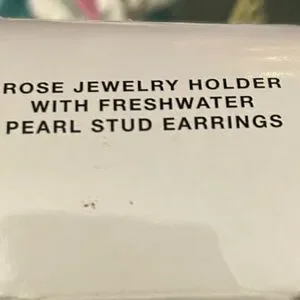 ROSE JEWELRY HOLDER
WITH FRESHWATER
PEARL STUD EARRINGS